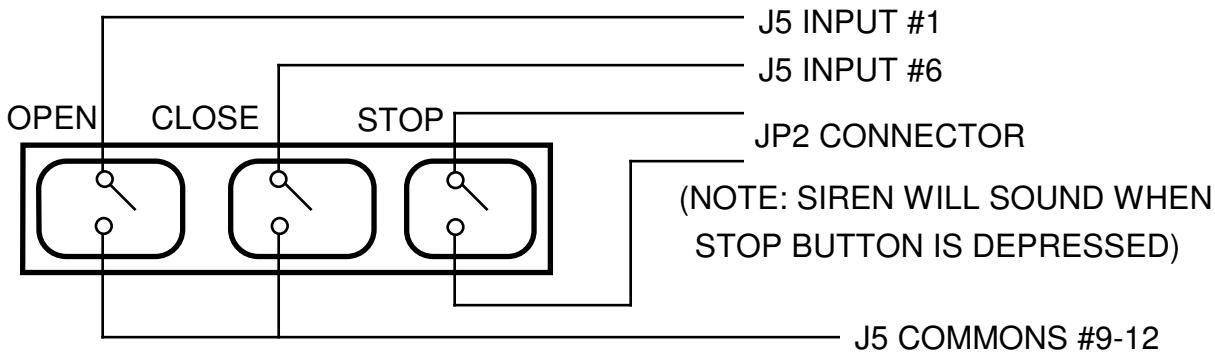 J5 INPUT #1
J5 INPUT #6
OPEN
CLOSE
STOP
JP2 CONNECTOR
(NOTE: SIREN WILL SOUND WHEN
STOP BUTTON IS DEPRESSED)
J5 COMMONS #9-12